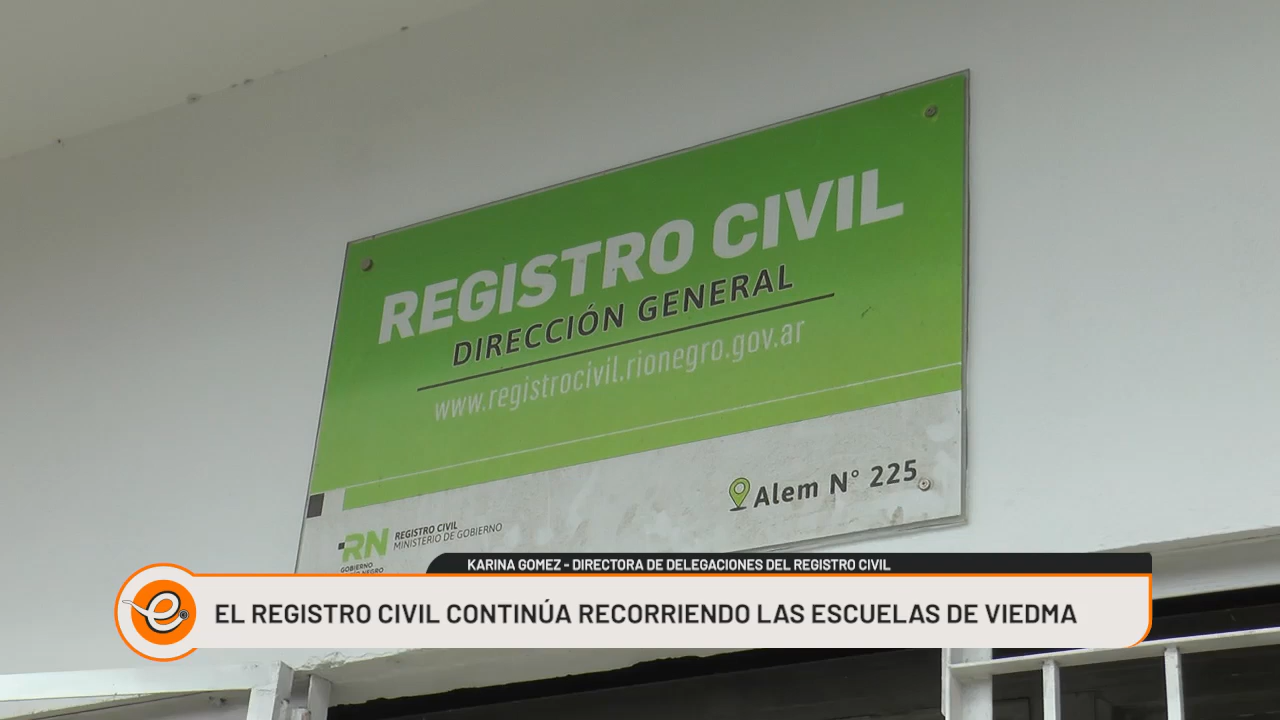 REGISTRO CIVIL
DIRECCIÓN GENERAL
www.registrocivil.rionegro.gov.ar
Alem N° 225
RN
REGISTRO CIVIL
MINISTERIO DE GOBIERNO
GOBIERNO
KARINA GOMEZ - DIRECTORA DE DELEGACIONES DEL REGISTRO CIVIL
e
EL REGISTRO CIVIL CONTINÚA RECORRIENDO LAS ESCUELAS DE VIEDMA